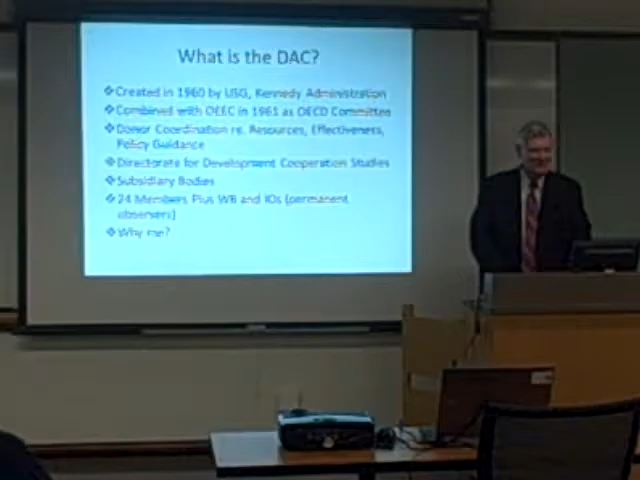 What is the DAC?
❖Created in 1960 by USG, Kennedy Administration
❖Combined with OEEC in 1961 as OECD Committee
❖Donor Coordination re. Resources, Effectiveness,
Policy Guidance
❖Directorate for Development Cooperation Studies
❖Subsidiary Bodies
❖24 Members Plus WB and IOs (permanent
observers)
❖Why me?